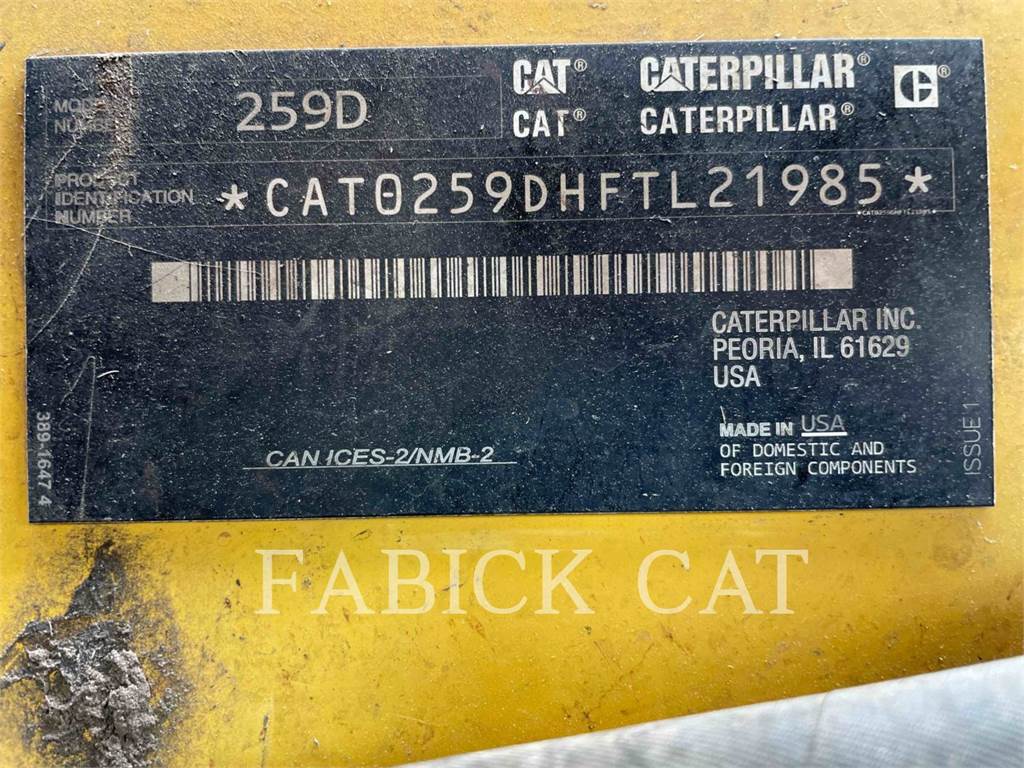 MODEL NUMBER 259D
CAT® CATERPILLAR® C®
CAT® CATERPILLAR®
PRODUCT IDENTIFICATION NUMBER
*CAT0259DHFTL21985*
*CAT0259DHFTL21985*
CATERPILLAR INC.
PEORIA, IL 61629
USA
MADE IN USA
OF DOMESTIC AND
FOREIGN COMPONENTS
CAN ICES-2/NMB-2
389-1647 4
ISSUE 1
FABICK CAT